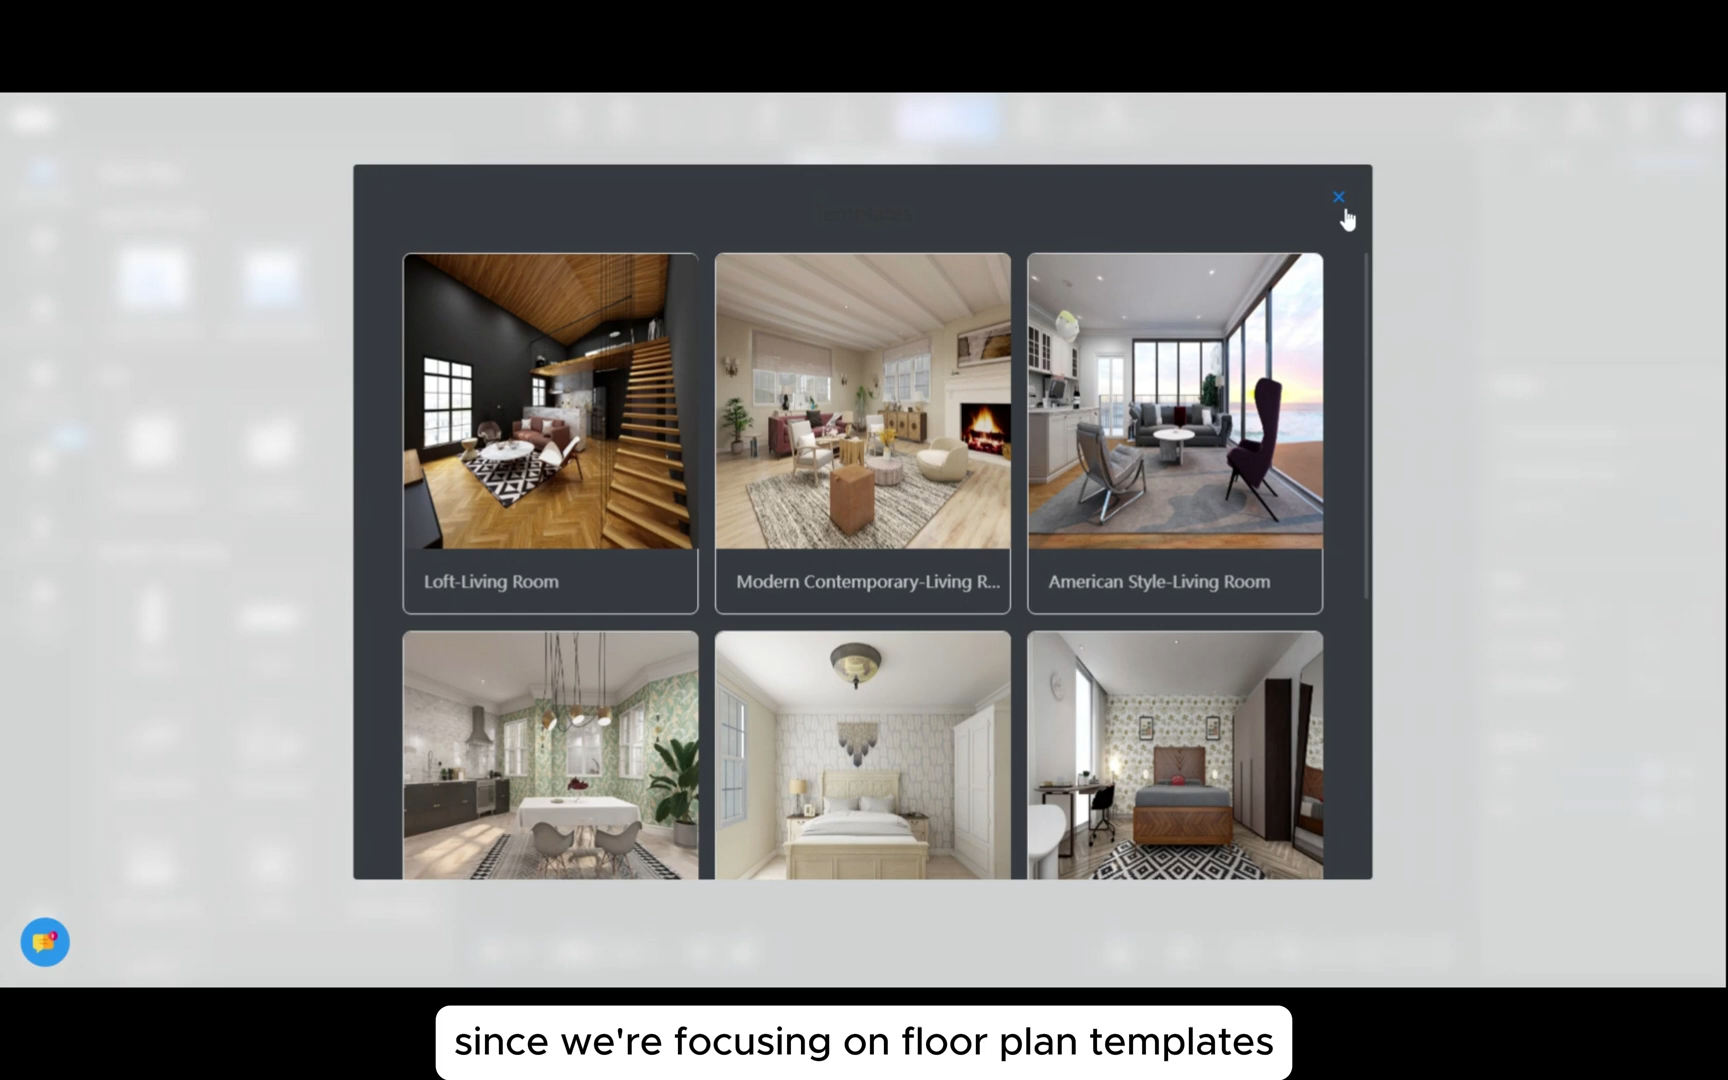 Loft-Living Room
Modern Contemporary-Living R...
American Style-Living Room
since we're focusing on floor plan templates